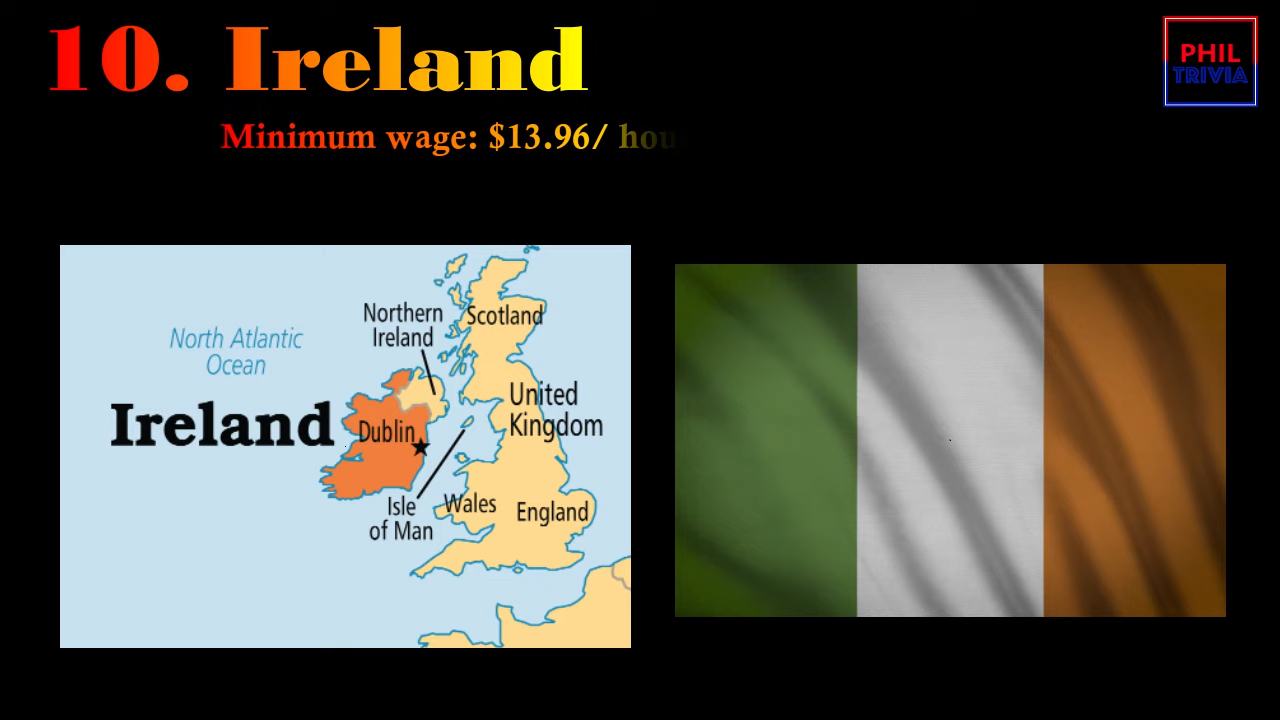 10. Ireland
PHIL
TRIVIA
Minimum wage: $13.96/ hou
North Atlantic
Ocean
Northern
Ireland
Scotland
United
Kingdom
Ireland
Dublin
Isle
of Man
Wales
England